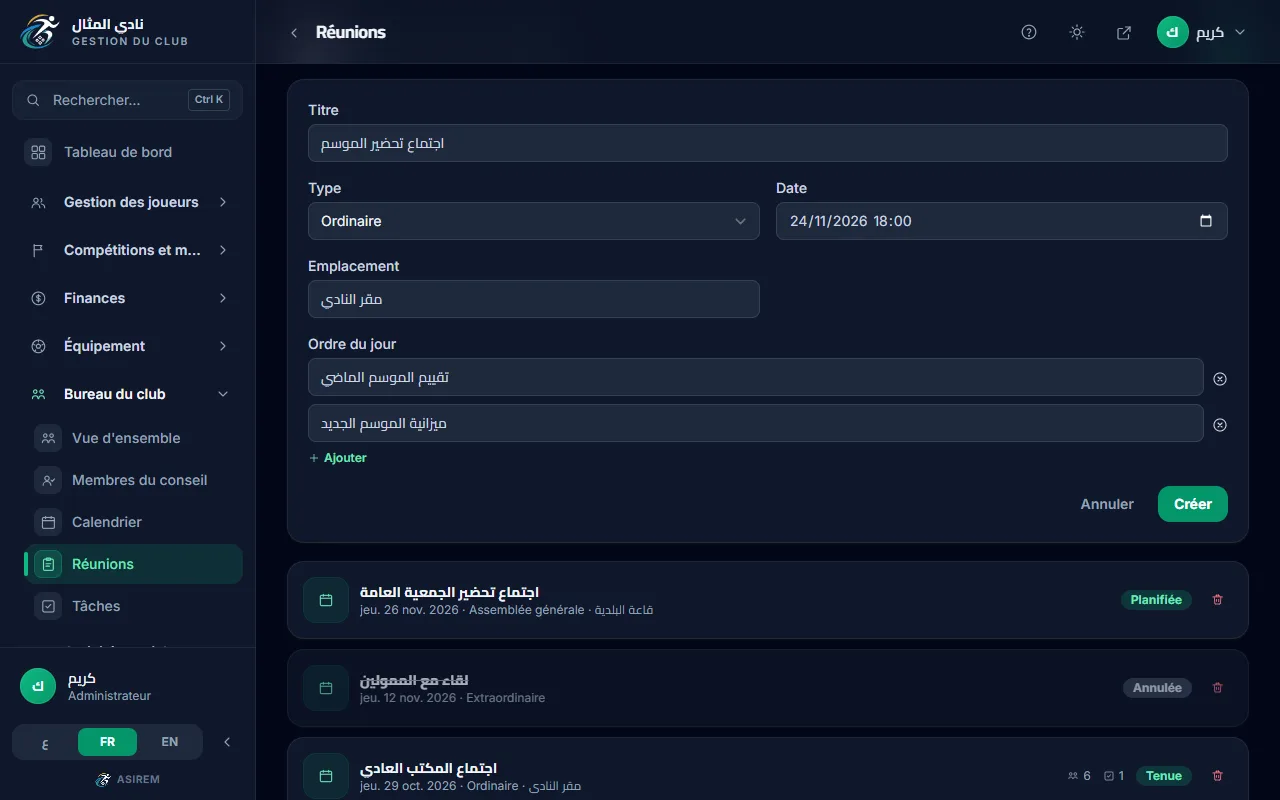 نادي المثال
GESTION DU CLUB
Rechercher...
Ctrl K
Tableau de bord
Gestion des joueurs
Compétitions et m...
Finances
Équipement
Bureau du club
Vue d'ensemble
Membres du conseil
Calendrier
Réunions
Tâches
كريم
Administrateur
ع
FR
EN
ASIREM
Réunions
ك
كريم
Titre
اجتماع تحضير الموسم
Type
Date
Ordinaire
24/11/2026 18:00
Emplacement
مقر النادي
Ordre du jour
تقييم الموسم الماضي
ميزانية الموسم الجديد
+ Ajouter
Annuler
Créer
اجتماع تحضير الجمعية العامة
jeu. 26 nov. 2026 · Assemblée générale · قاعة البلدية
Planifiée
لقاء مع الممولين
jeu. 12 nov. 2026 · Extraordinaire
Annulée
اجتماع المكتب العادي
jeu. 29 oct. 2026 · Ordinaire · مقر النادي
6
1
Tenue